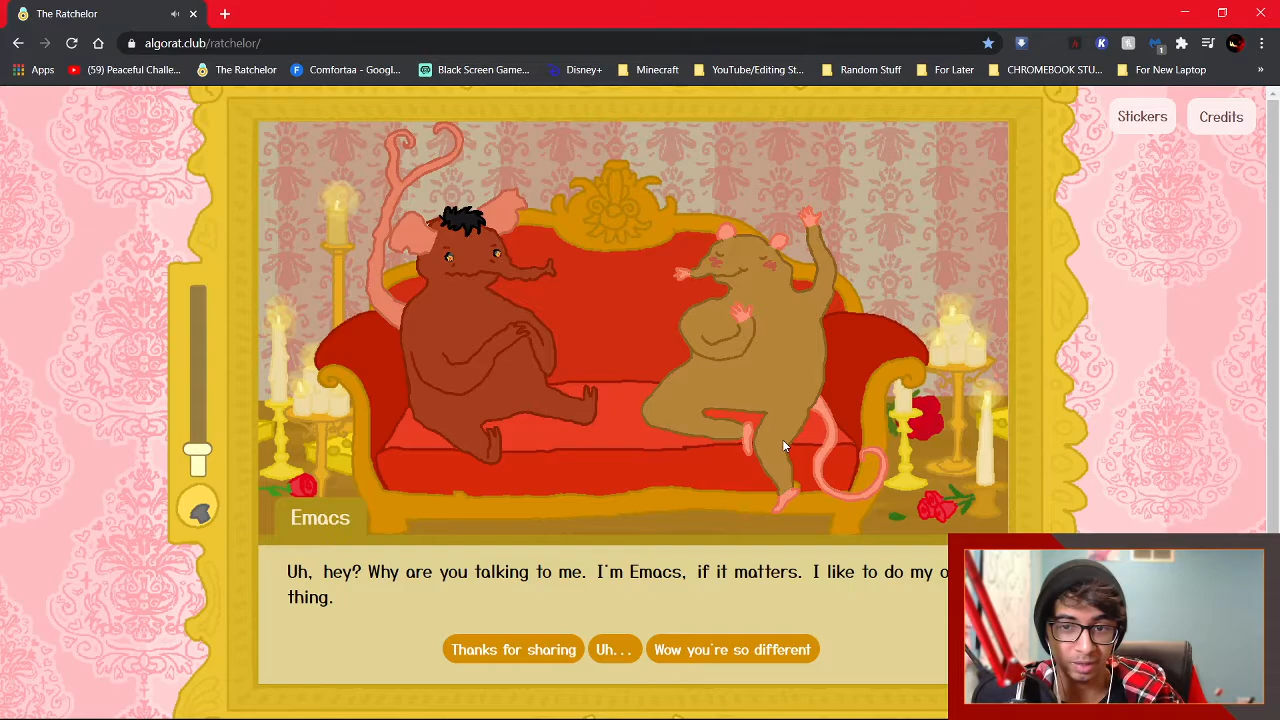 The Ratchelor
algorat.club/ratchelor/
1
Apps
(59) Peaceful Challe...
The Ratchelor
Comfortaa - Googl...
Black Screen Game...
Disney+
Minecraft
YouTube/Editing St...
Random Stuff
For Later
CHROMEBOOK STU...
For New Laptop
»
Stickers
Credits
Emacs
Uh, hey? Why are you talking to me. I'm Emacs, if it matters. I like to do my o
thing.
Thanks for sharing
Uh...
Wow you're so different